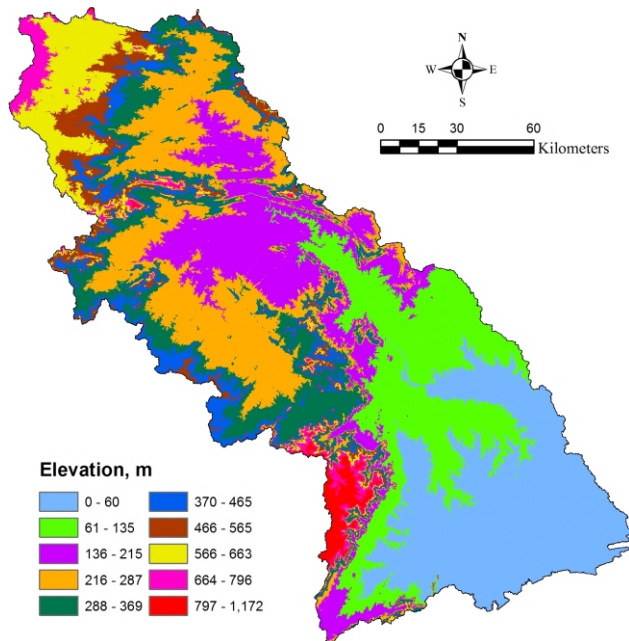 N
W E
S
0 15 30 60
Kilometers
Elevation, m
0 - 60 370 - 465
61 - 135 466 - 565
136 - 215 566 - 663
216 - 287 664 - 796
288 - 369 797 - 1,172